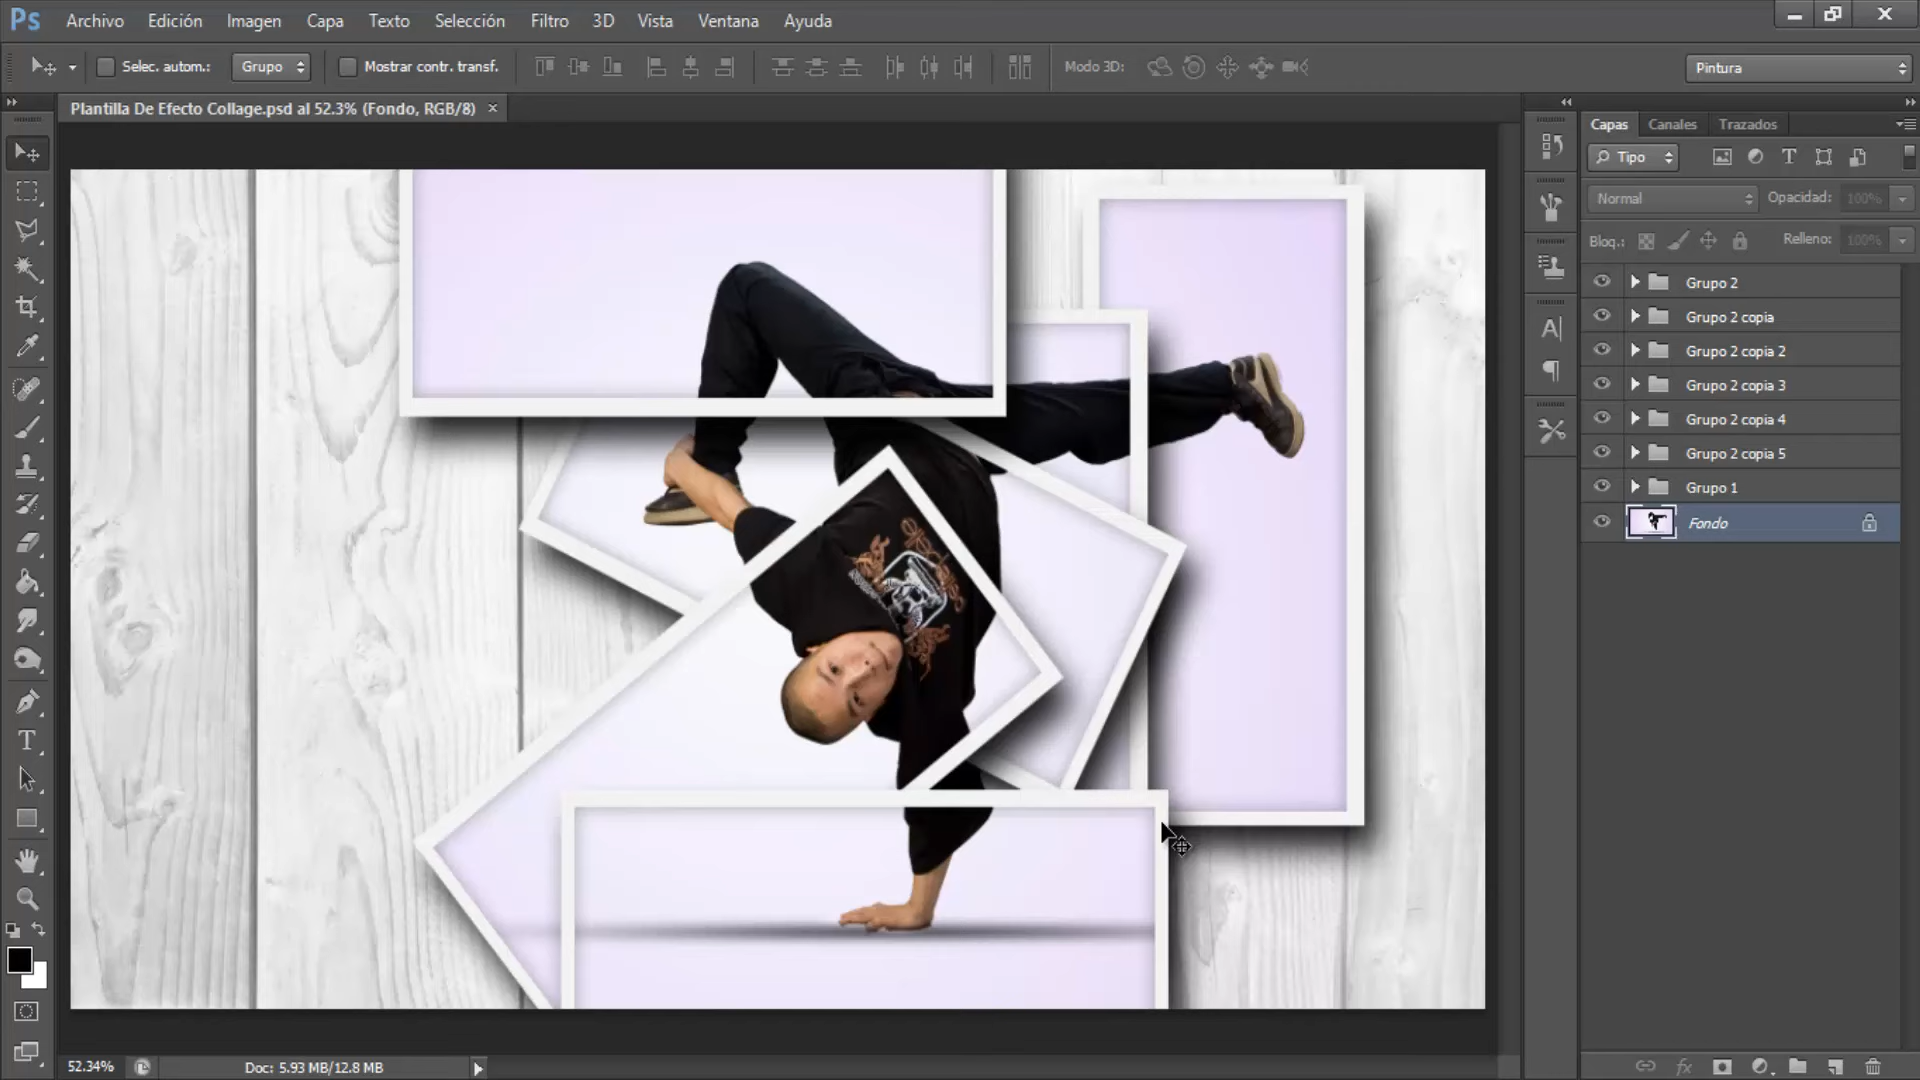 Ps
Archivo Edición Imagen Capa Texto Selección Filtro 3D Vista Ventana Ayuda
Selec. autom.: Grupo Mostrar contr. transf. Modo 3D: Pintura
Plantilla De Efecto Collage.psd al 52.3% (Fondo, RGB/8) ×
Capas Canales Trazados
Tipo
Normal Opacidad: 100%
Bloq.: Relleno: 100%
Grupo 2
Grupo 2 copia
Grupo 2 copia 2
Grupo 2 copia 3
Grupo 2 copia 4
Grupo 2 copia 5
Grupo 1
Fondo
52.34% Doc: 5.93 MB/12.8 MB